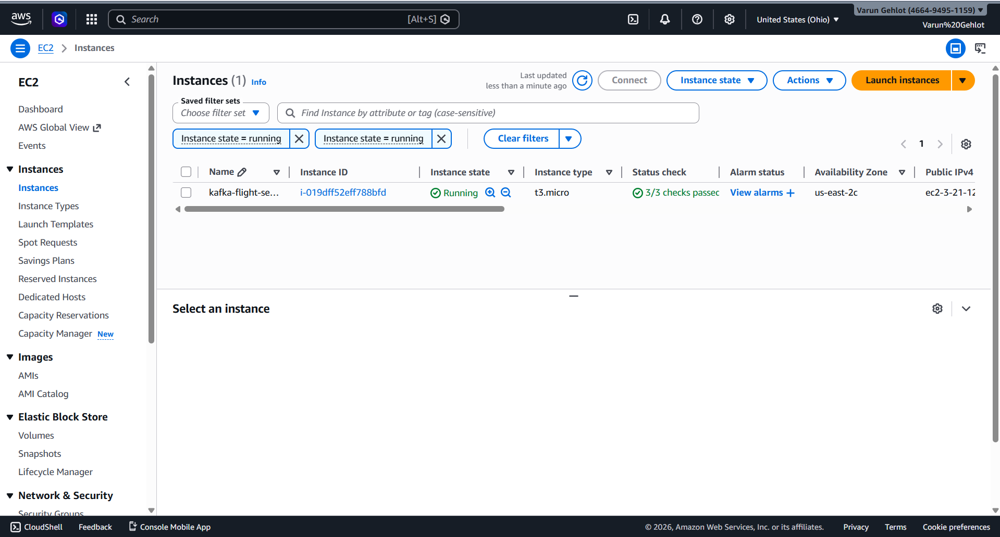 aws
Search
[Alt+S]
United States (Ohio)
Varun Gehlot (4664-9495-1159)
Varun%20Gehlot
EC2
Instances
EC2
Dashboard
AWS Global View
Events
Instances
Instances
Instance Types
Launch Templates
Spot Requests
Savings Plans
Reserved Instances
Dedicated Hosts
Capacity Reservations
Capacity Manager New
Images
AMIs
AMI Catalog
Elastic Block Store
Volumes
Snapshots
Lifecycle Manager
Network & Security
Security Groups
Instances (1) Info
Last updated
less than a minute ago
Connect
Instance state
Actions
Launch instances
Saved filter sets
Choose filter set
Find Instance by attribute or tag (case-sensitive)
Instance state = running
Instance state = running
Clear filters
1
Name Instance ID Instance state Instance type Status check Alarm status Availability Zone Public IPv4
kafka-flight-se... i-019dff52eff788bfd Running t3.micro 3/3 checks passed View alarms + us-east-2c ec2-3-21-12
Select an instance
CloudShell Feedback Console Mobile App © 2026, Amazon Web Services, Inc. or its affiliates. Privacy Terms Cookie preferences